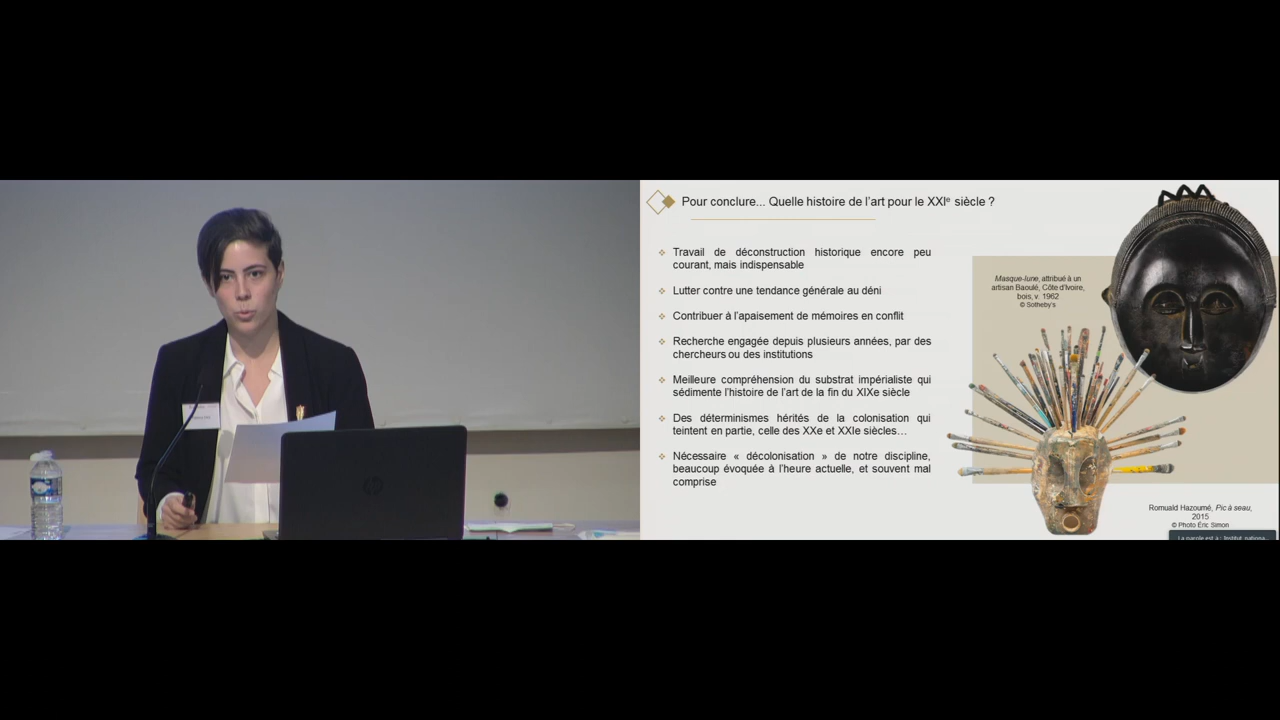 Pour conclure... Quelle histoire de l'art pour le XXIe siècle ?
Travail de déconstruction historique encore peu
courant, mais indispensable
Lutter contre une tendance générale au déni
Contribuer à l'apaisement de mémoires en conflit
Recherche engagée depuis plusieurs années, par des
chercheurs ou des institutions
Meilleure compréhension du substrat impérialiste qui
sédimente l'histoire de l'art de la fin du XIXe siècle
Des déterminismes hérités de la colonisation qui
teintent en partie, celle des XXe et XXIe siècles…
Nécessaire « décolonisation » de notre discipline,
beaucoup évoquée à l'heure actuelle, et souvent mal
comprise
Masque-lune, attribué à un
artisan Baoulé, Côte d'Ivoire,
bois, v. 1962
© Sotheby's
Romuald Hazoumé, Pic à seau,
2015
© Photo Éric Simon
La parole est à : Institut nationa...